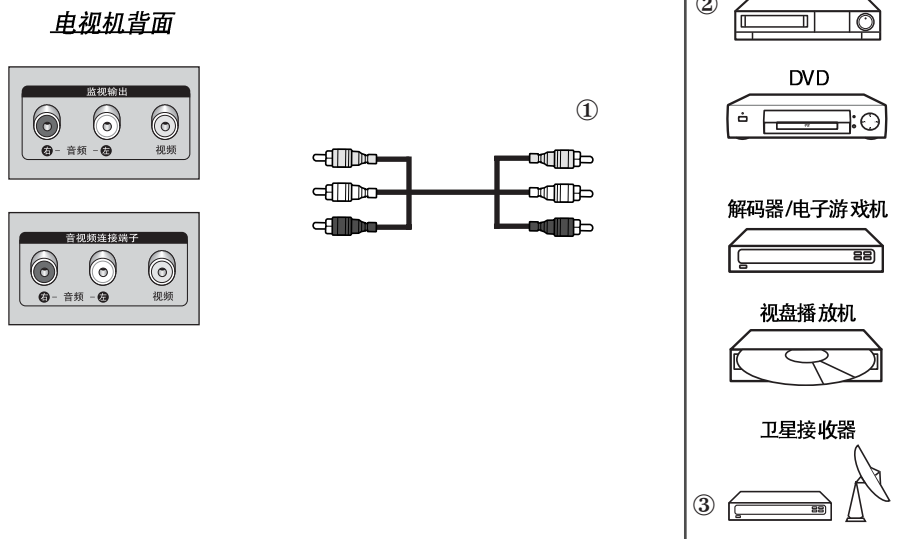 电视机背面
监视输出
右 - 音频 - 左 视频
音视频连接端子
右 - 音频 - 左 视频
①
②
DVD
解码器/电子游戏机
视盘播放机
卫星接收器
③